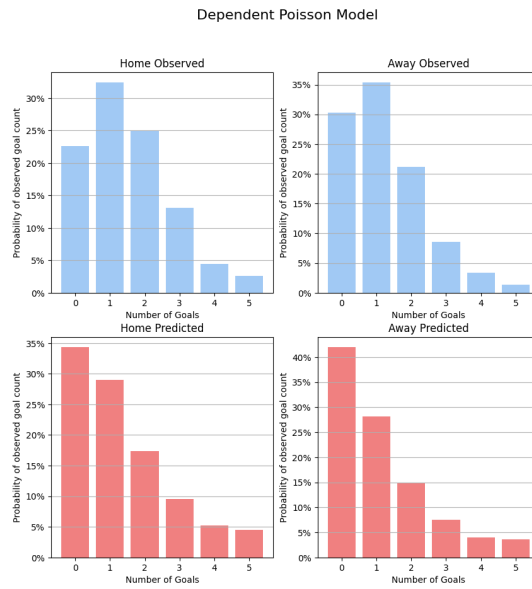 Dependent Poisson Model
Home Observed
Probability of observed goal count
30%
25%
20%
15%
10%
5%
0%
0 1 2 3 4 5
Number of Goals
Away Observed
Probability of observed goal count
35%
30%
25%
20%
15%
10%
5%
0%
0 1 2 3 4 5
Number of Goals
Home Predicted
Probability of observed goal count
35%
30%
25%
20%
15%
10%
5%
0%
0 1 2 3 4 5
Number of Goals
Away Predicted
Probability of observed goal count
40%
35%
30%
25%
20%
15%
10%
5%
0%
0 1 2 3 4 5
Number of Goals